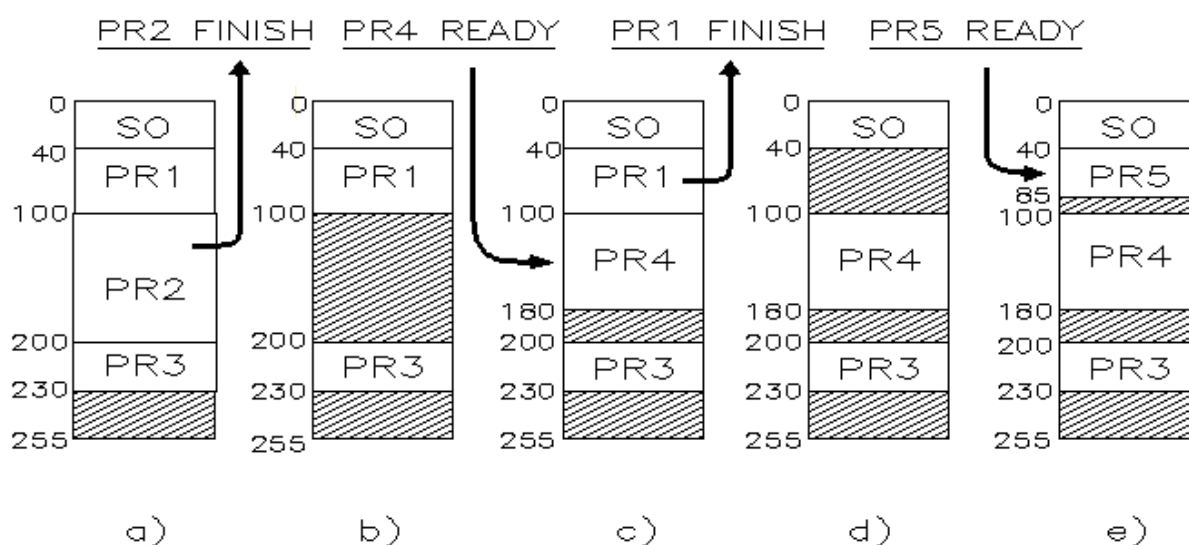 PR2 FINISH PR4 READY PR1 FINISH PR5 READY
0 0 0 0 0
SO SO SO SO SO
40 40 40 40 40
PR1 PR1 PR1 PR5
85
100 100 100 100 100
PR2 PR4 PR4 PR4
180 180 180
200 200 200 200 200
PR3 PR3 PR3 PR3 PR3
230 230 230 230 230
255 255 255 255 255
a) b) c) d) e)